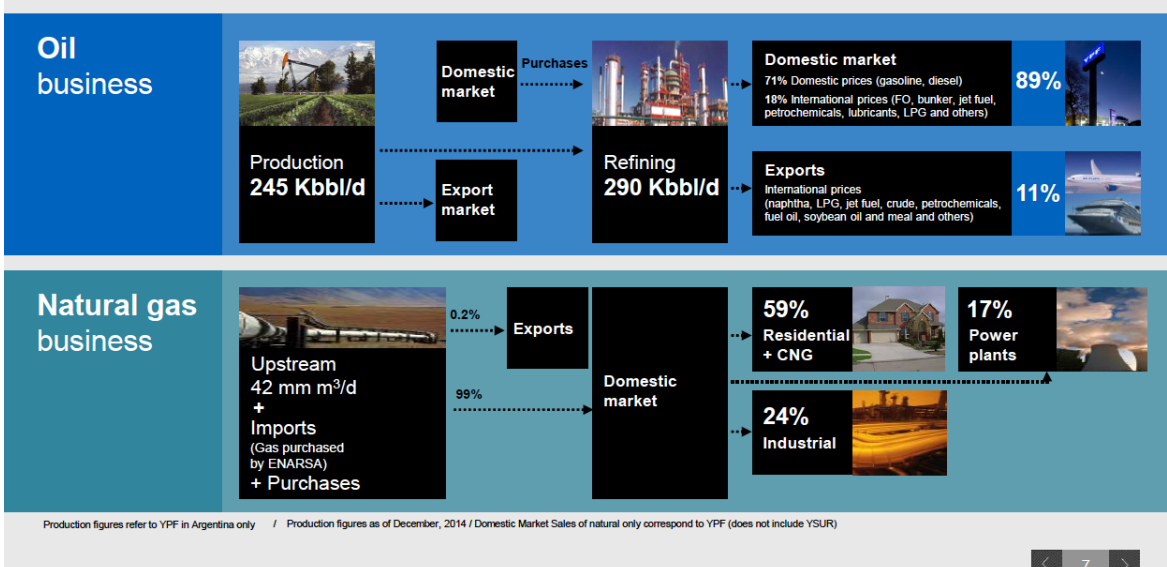 Oil
business
Production
245 Kbbl/d
Domestic
market
Purchases
Export
market
Refining
290 Kbbl/d
Domestic market
71% Domestic prices (gasoline, diesel)
18% International prices (FO, bunker, jet fuel,
petrochemicals, lubricants, LPG and others)
89%
YPF
Exports
International prices
(naphtha, LPG, jet fuel, crude, petrochemicals,
fuel oil, soybean oil and meal and others)
11%
Natural gas
business
Upstream
42 mm m³/d
+
Imports
(Gas purchased
by ENARSA)
+ Purchases
0.2%
Exports
99%
Domestic
market
59%
Residential
+ CNG
17%
Power
plants
24%
Industrial
Production figures refer to YPF in Argentina only / Production figures as of December, 2014 / Domestic Market Sales of natural only correspond to YPF (does not include YSUR)
7